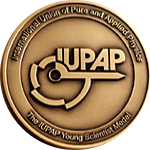 International Union of Pure and Applied Physics
IUPAP
The IUPAP Young Scientist Medal